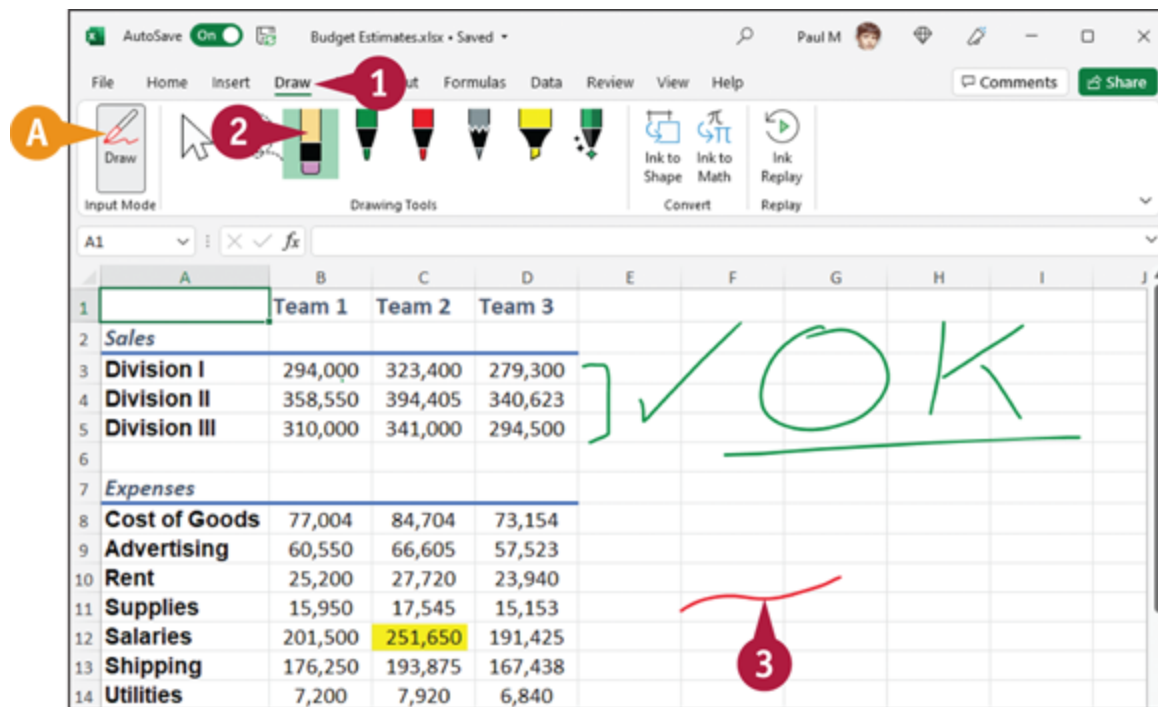 AutoSave On Budget Estimates.xlsx • Saved Paul M
File Home Insert Draw 1 ut Formulas Data Review View Help Comments Share
A Draw 2 Ink to Shape Ink to Math Ink Replay
Input Mode Drawing Tools Convert Replay
A1 fx
A B C D E F G H I J
1 Team 1 Team 2 Team 3
2 Sales
3 Division I 294,000 323,400 279,300
4 Division II 358,550 394,405 340,623
5 Division III 310,000 341,000 294,500
OK
6
7 Expenses
8 Cost of Goods 77,004 84,704 73,154
9 Advertising 60,550 66,605 57,523
10 Rent 25,200 27,720 23,940
11 Supplies 15,950 17,545 15,153
12 Salaries 201,500 251,650 191,425
3
13 Shipping 176,250 193,875 167,438
14 Utilities 7,200 7,920 6,840